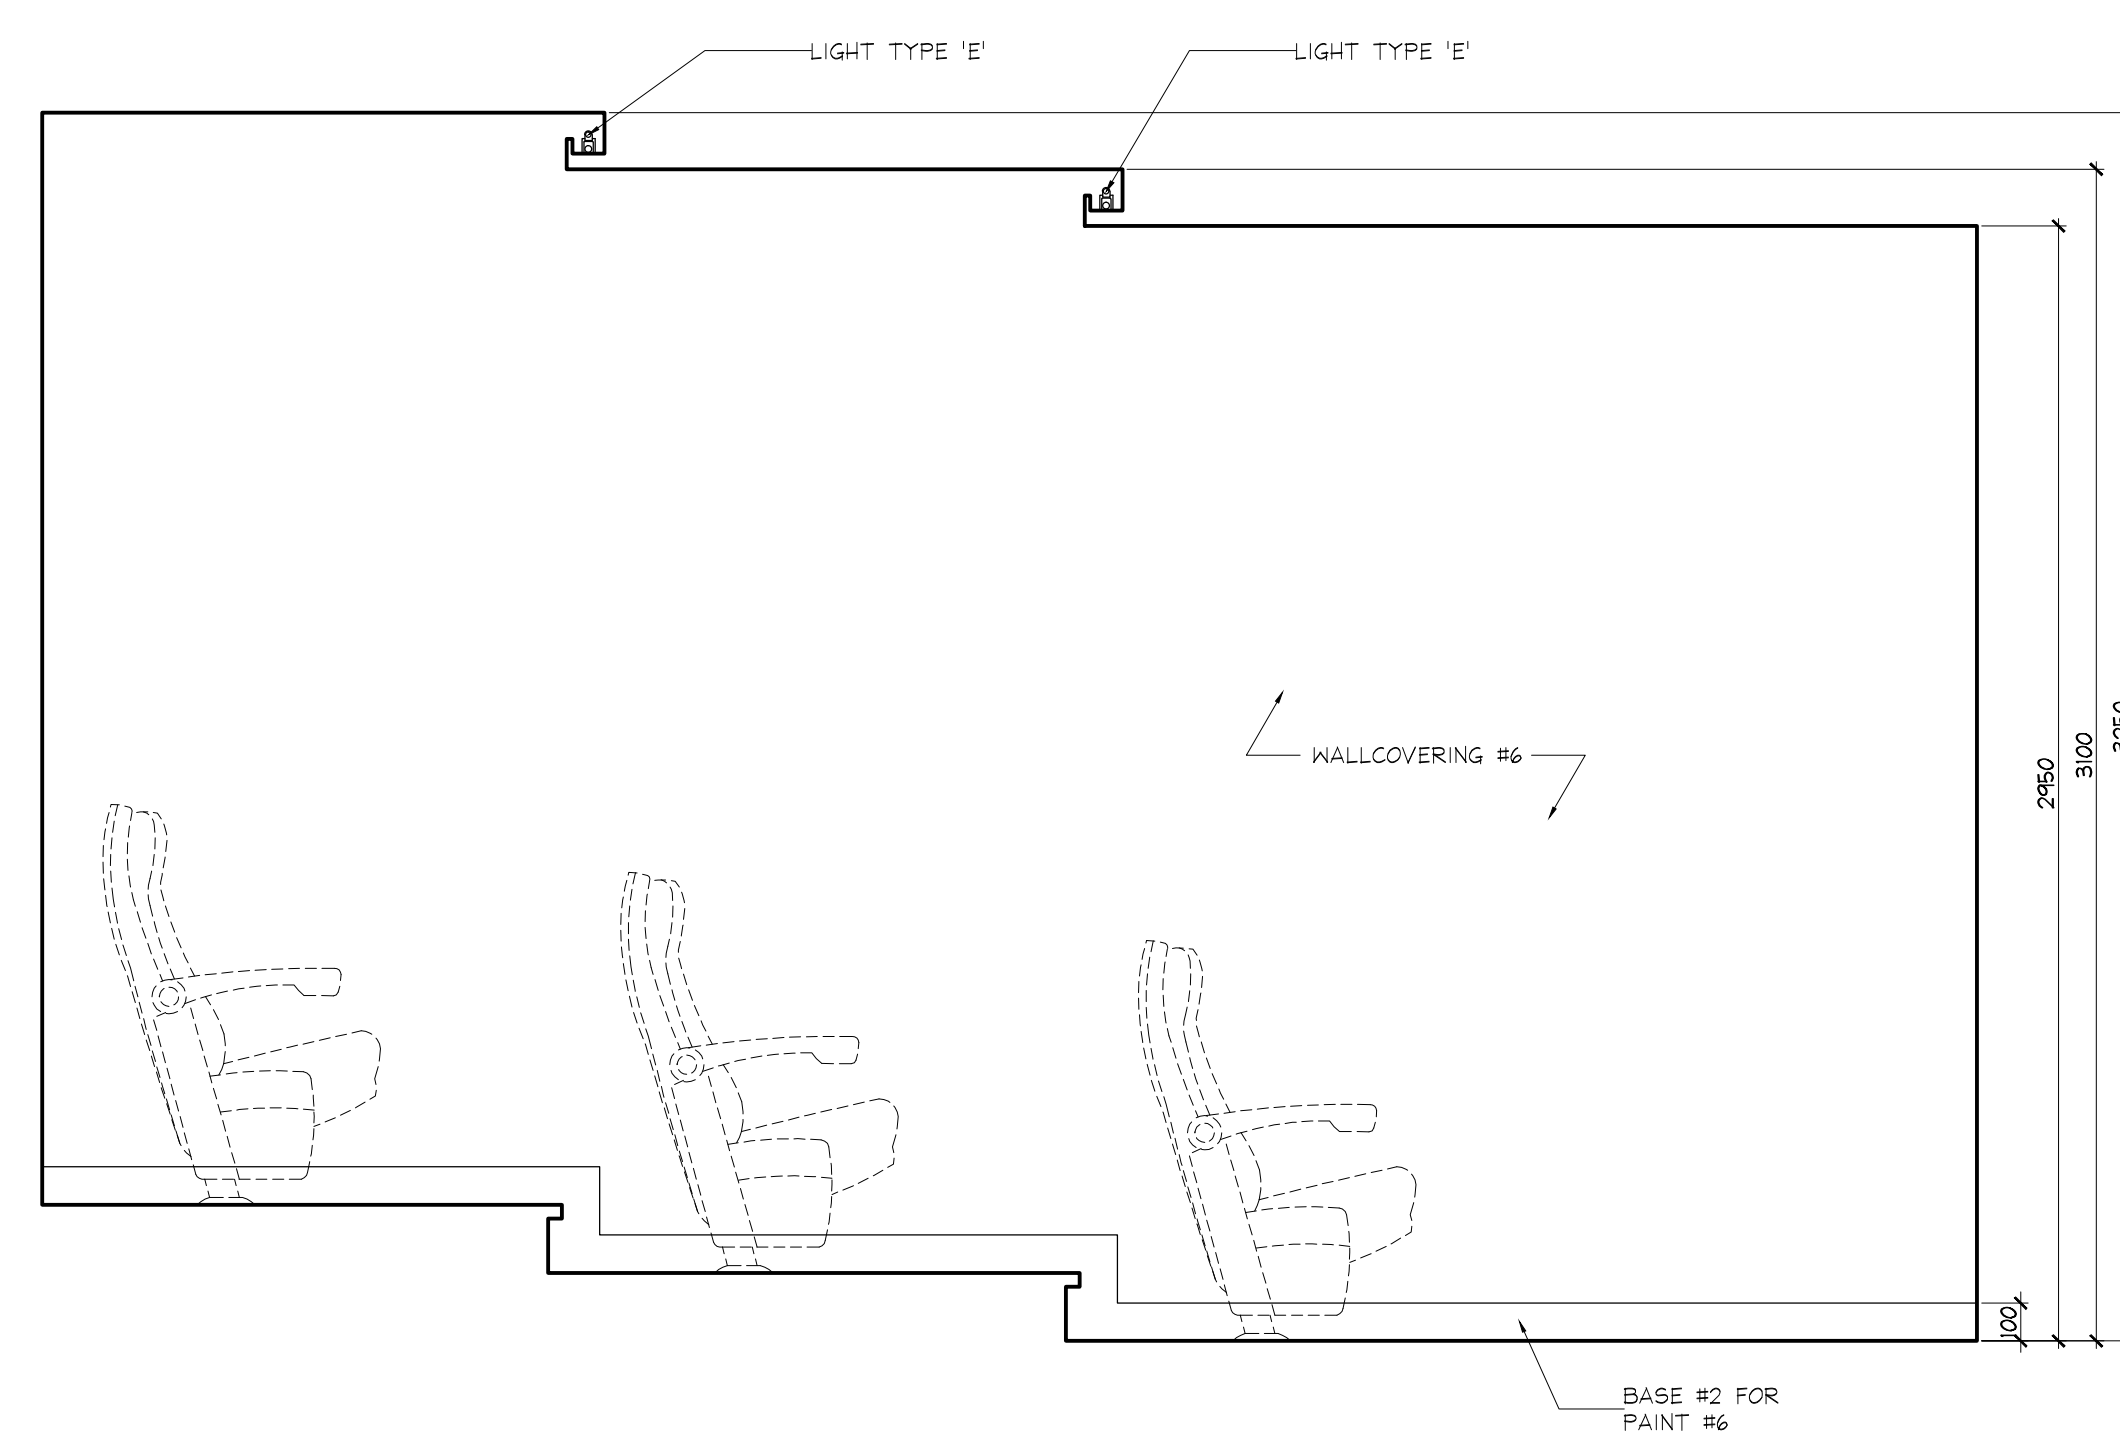 LIGHT TYPE 'E'
LIGHT TYPE 'E'
WALLCOVERING #6
2950
3100
100
BASE #2 FOR
PAINT #6